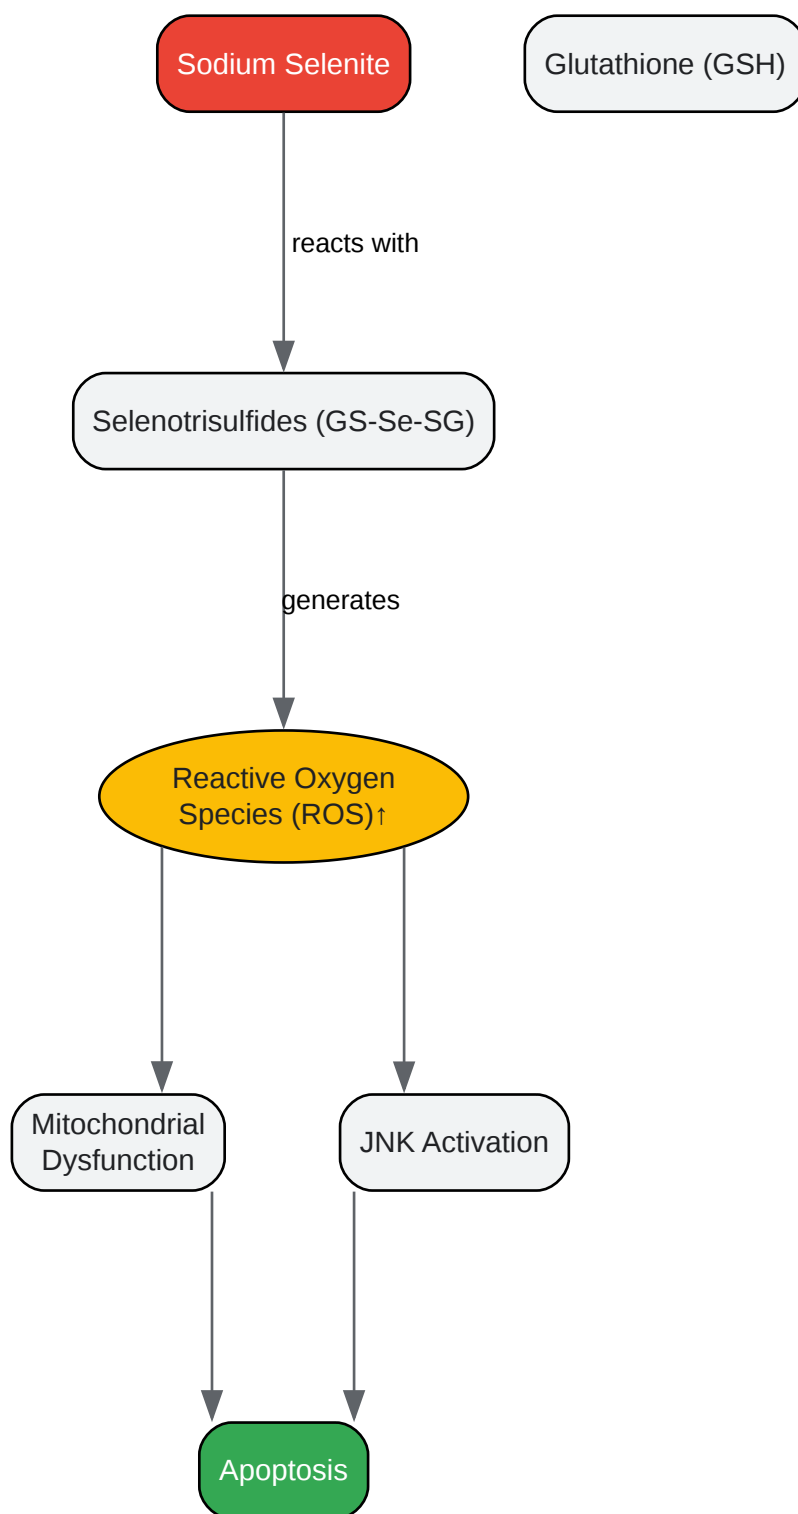 Sodium Selenite
Glutathione (GSH)
reacts with
Selenotrisulfides (GS-Se-SG)
generates
Reactive Oxygen
Species (ROS)↑
Mitochondrial
Dysfunction
JNK Activation
Apoptosis